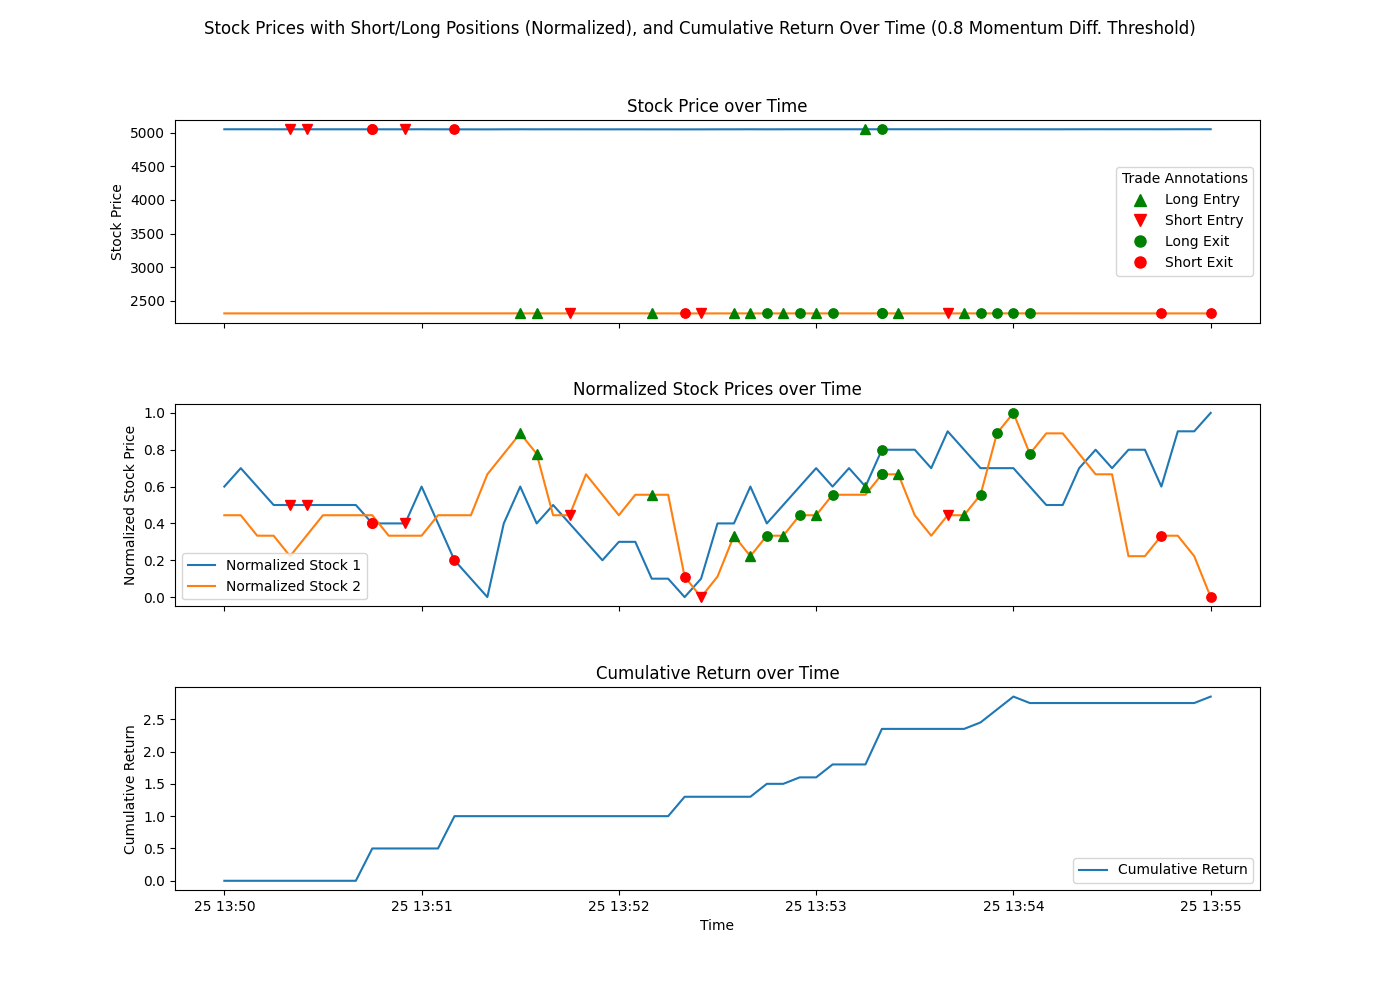 Stock Prices with Short/Long Positions (Normalized), and Cumulative Return Over Time (0.8 Momentum Diff. Threshold)
Stock Price over Time
Stock Price
5000
4500
4000
3500
3000
2500
Trade Annotations
Long Entry
Short Entry
Long Exit
Short Exit
Normalized Stock Prices over Time
Normalized Stock Price
1.0
0.8
0.6
0.4
0.2
0.0
Normalized Stock 1
Normalized Stock 2
Cumulative Return over Time
Cumulative Return
2.5
2.0
1.5
1.0
0.5
0.0
Cumulative Return
25 13:50 25 13:51 25 13:52 25 13:53 25 13:54 25 13:55
Time